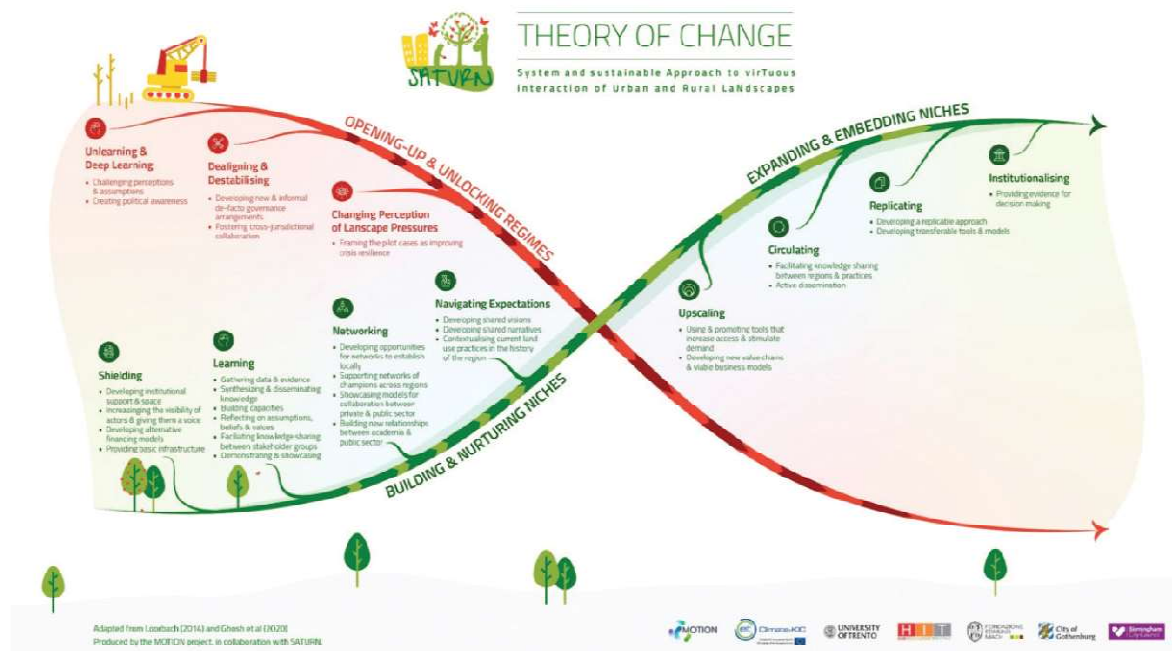 SATURN
THEORY OF CHANGE
System and sustainable Approach to virTuous
Interaction of Urban and Rural LaNdscapes
OPENING-UP & UNLOCKING REGIMES
Unlearning &
Deep Learning
• Challenging perceptions
& assumptions
• Creating political awareness
Dealigning &
Destabilising
• Developing new & informal
de-facto governance
arrangements
• Fostering cross-jurisdictional
collaboration
Changing Perception
of Lanscape Pressures
• Framing the pilot cases as improving
crisis resilience
BUILDING & NURTURING NICHES
Shielding
• Developing institutional
support & space
• Increasinging the visibility of
actors & giving them a voice
• Developing alternative
financing models
• Providing basic infrastructure
Learning
• Gathering data & evidence
• Synthesizing & disseminating
knowledge
• Building capacities
• Reflecting on assumptions,
beliefs & values
• Faciliating knowledge-sharing
between stakeholder groups
• Demonstrating & showcasing
Networking
• Developing opportunities
for networks to establish
locally
• Supporting networks of
champions across regions
• Showcasing models for
collaboration between
private & public sector
• Building new relationships
between academia &
public sector
Navigating Expectations
• Developing shared visions
• Developing shared narratives
• Contextualising current land
use practices in the history
of the region
EXPANDING & EMBEDDING NICHES
Upscaling
• Using & promoting tools that
increase access & stimulate
demand
• Developing new value-chains
& viable business models
Circulating
• Facilitating knowledge sharing
between regions & practices
• Active dissemination
Replicating
• Developing a replicable approach
• Developing transferable tools & models
Institutionalising
• Providing evidence for
decision making
Adapted from Loorbach (2014) and Ghosh et al (2020)
Produced by the MOTION project, in collaboration with SATURN.
MOTION
Climate-KIC
UNIVERSITY
OF TRENTO
HIT
FONDAZIONE
EDMUND
MACH
City of
Gothenburg
Birmingham
City Council